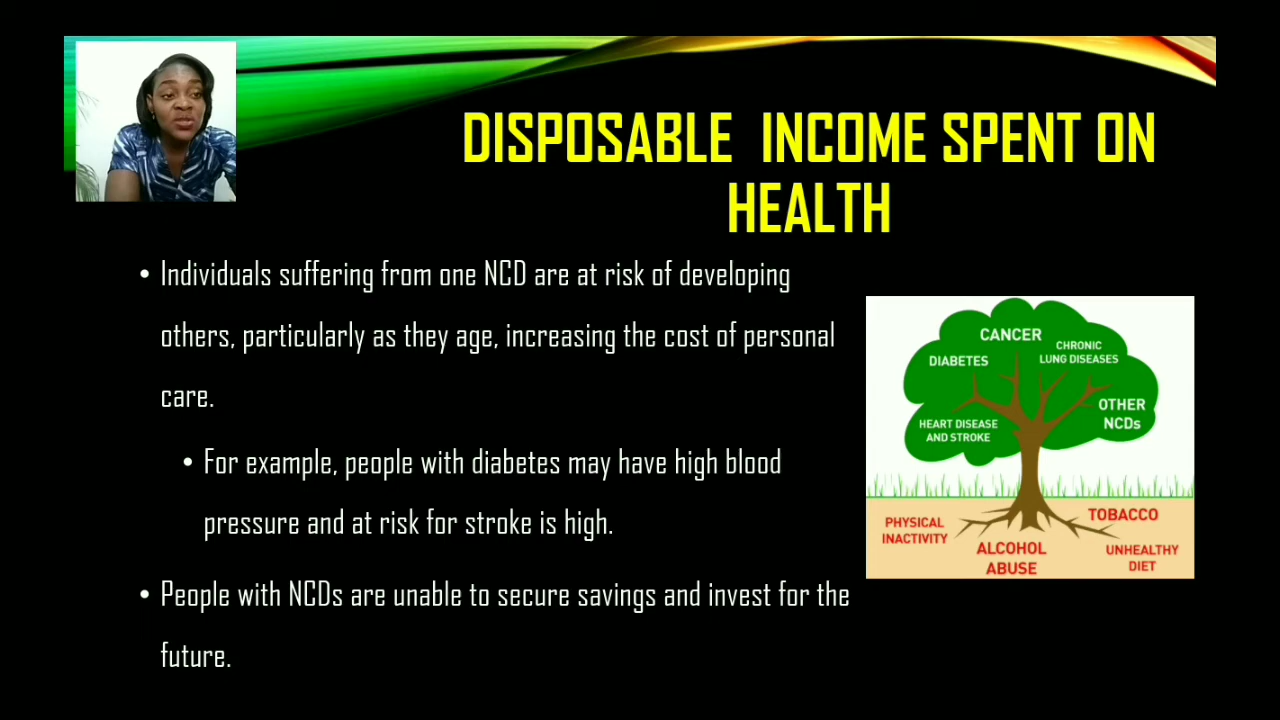 DISPOSABLE INCOME SPENT ON
HEALTH
• Individuals suffering from one NCD are at risk of developing
others, particularly as they age, increasing the cost of personal
care.
• For example, people with diabetes may have high blood
pressure and at risk for stroke is high.
• People with NCDs are unable to secure savings and invest for the
future.
CANCER
DIABETES
CHRONIC
LUNG DISEASES
OTHER
NCDs
HEART DISEASE
AND STROKE
PHYSICAL
INACTIVITY
ALCOHOL
ABUSE
TOBACCO
UNHEALTHY
DIET